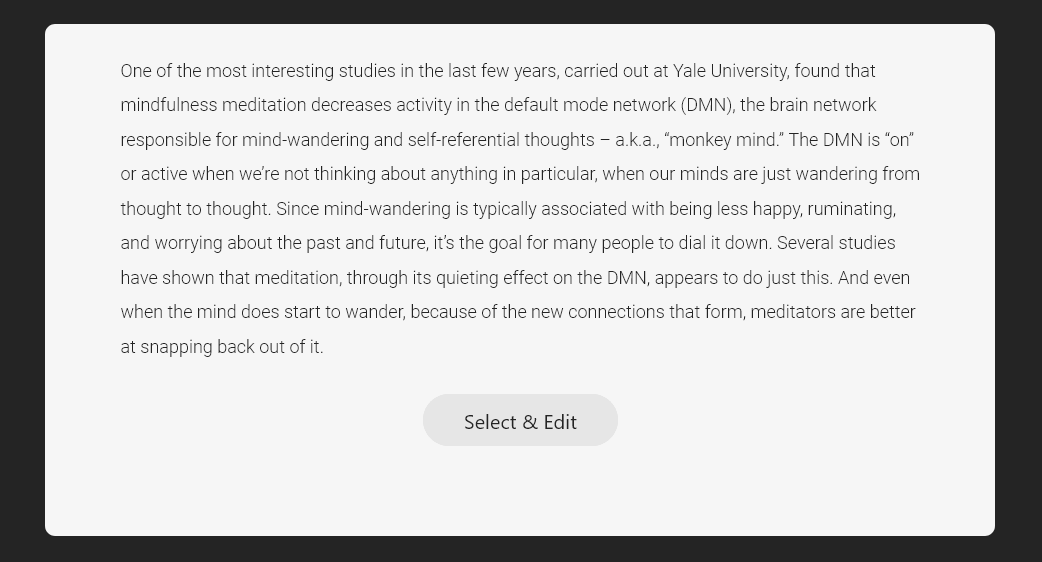 One of the most interesting studies in the last few years, carried out at Yale University, found that
mindfulness meditation decreases activity in the default mode network (DMN), the brain network
responsible for mind-wandering and self-referential thoughts – a.k.a., “monkey mind.” The DMN is “on”
or active when we’re not thinking about anything in particular, when our minds are just wandering from
thought to thought. Since mind-wandering is typically associated with being less happy, ruminating,
and worrying about the past and future, it’s the goal for many people to dial it down. Several studies
have shown that meditation, through its quieting effect on the DMN, appears to do just this. And even
when the mind does start to wander, because of the new connections that form, meditators are better
at snapping back out of it.
Select & Edit